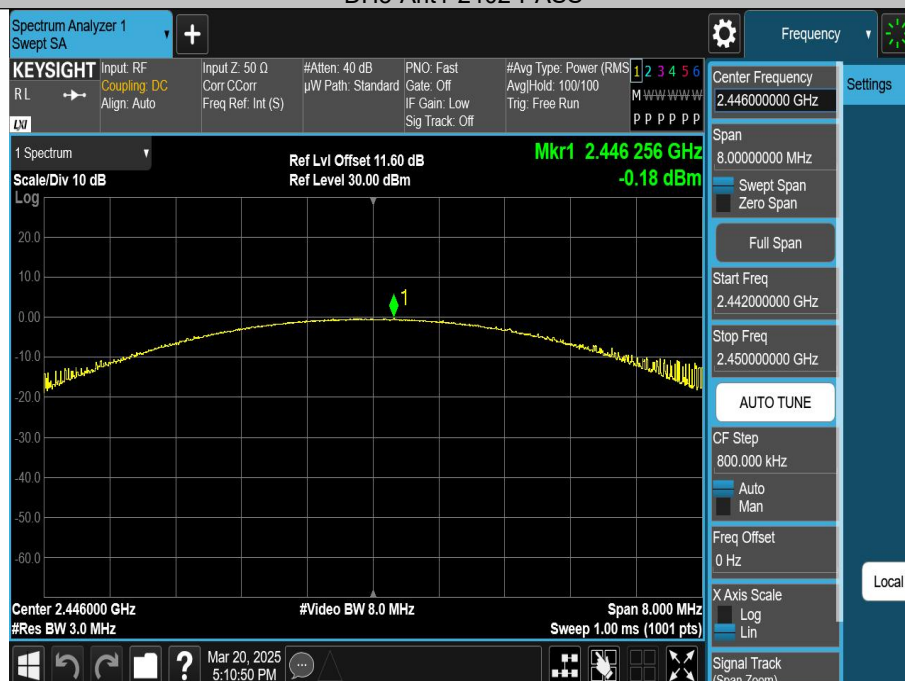 Spectrum Analyzer 1
Swept SA
Frequency
KEYSIGHT
RL
LXI
Input: RF
Coupling: DC
Align: Auto
Input Z: 50 Ω
Corr CCorr
Freq Ref: Int (S)
#Atten: 40 dB
µW Path: Standard
PNO: Fast
Gate: Off
IF Gain: Low
Sig Track: Off
#Avg Type: Power (RMS
Avg|Hold: 100/100
Trig: Free Run
1 2 3 4 5 6
M W W W W W
P P P P P P
1 Spectrum
Scale/Div 10 dB
Log
Ref Lvl Offset 11.60 dB
Ref Level 30.00 dBm
Mkr1 2.446 256 GHz
-0.18 dBm
20.0
10.0
0.00
-10.0
-20.0
-30.0
-40.0
-50.0
-60.0
1
Center 2.446000 GHz
#Res BW 3.0 MHz
#Video BW 8.0 MHz
Span 8.000 MHz
Sweep 1.00 ms (1001 pts)
Mar 20, 2025
5:10:50 PM
Center Frequency
2.446000000 GHz
Span
8.00000000 MHz
Swept Span
Zero Span
Full Span
Start Freq
2.442000000 GHz
Stop Freq
2.450000000 GHz
AUTO TUNE
CF Step
800.000 kHz
Auto
Man
Freq Offset
0 Hz
X Axis Scale
Log
Lin
Signal Track
(Span Zoom)
Settings
Local